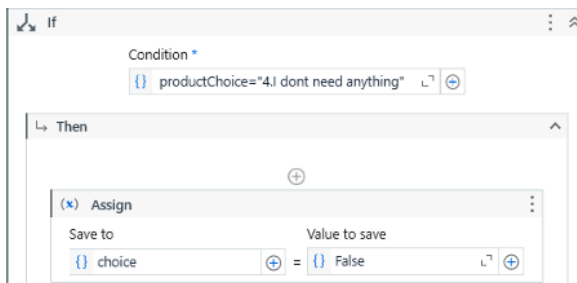 If
Condition *
{} productChoice="4.I dont need anything"
Then
(x) Assign
Save to Value to save
{} choice = {} False